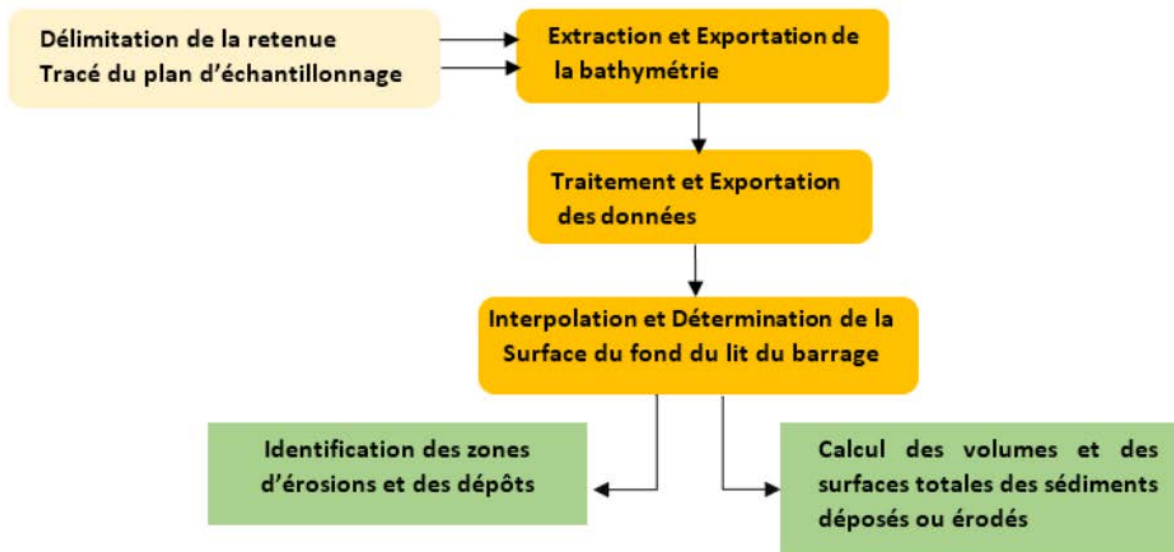 Délimitation de la retenue
Tracé du plan d’échantillonnage
Extraction et Exportation de
la bathymétrie
Traitement et Exportation
des données
Interpolation et Détermination de la
Surface du fond du lit du barrage
Identification des zones
d’érosions et des dépôts
Calcul des volumes et des
surfaces totales des sédiments
déposés ou érodés